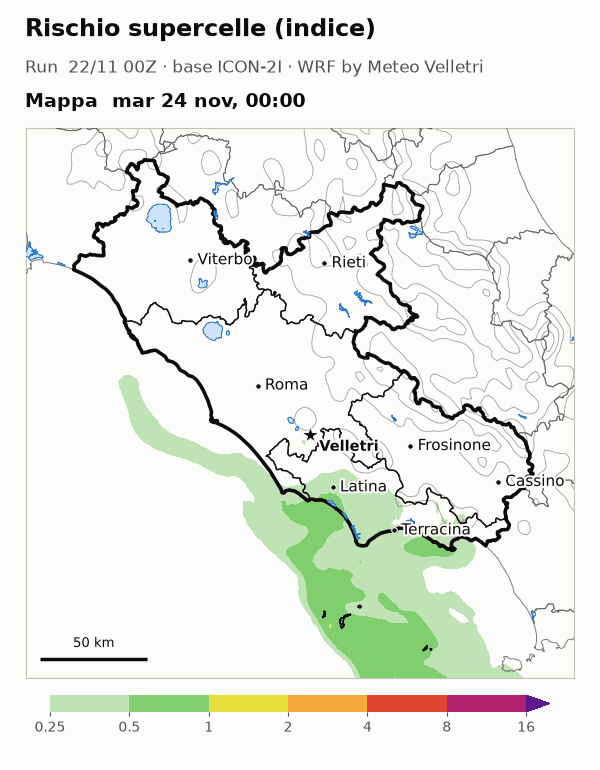 Rischio supercelle (indice)
Run  22/11 00Z · base ICON-2I · WRF by Meteo Velletri
Mappa  mar 24 nov, 00:00
Viterbo
Rieti
Roma
Velletri
Frosinone
Latina
Cassino
Terracina
50 km
0.25 0.5 1 2 4 8 16